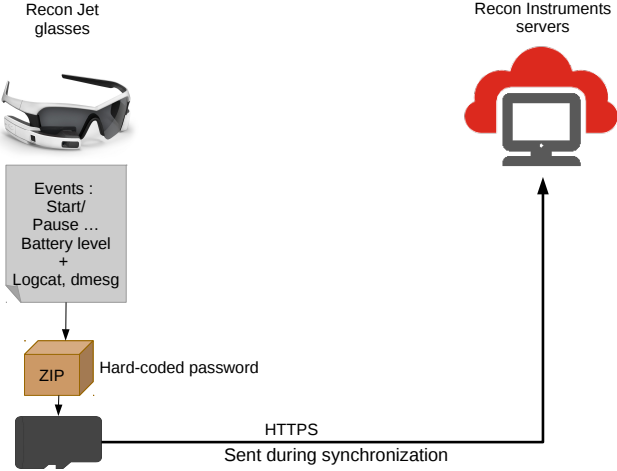 Recon Jet
glasses
Recon Instruments
servers
Events :
Start/
Pause ...
Battery level
+
Logcat, dmesg
ZIP
Hard-coded password
HTTPS
Sent during synchronization